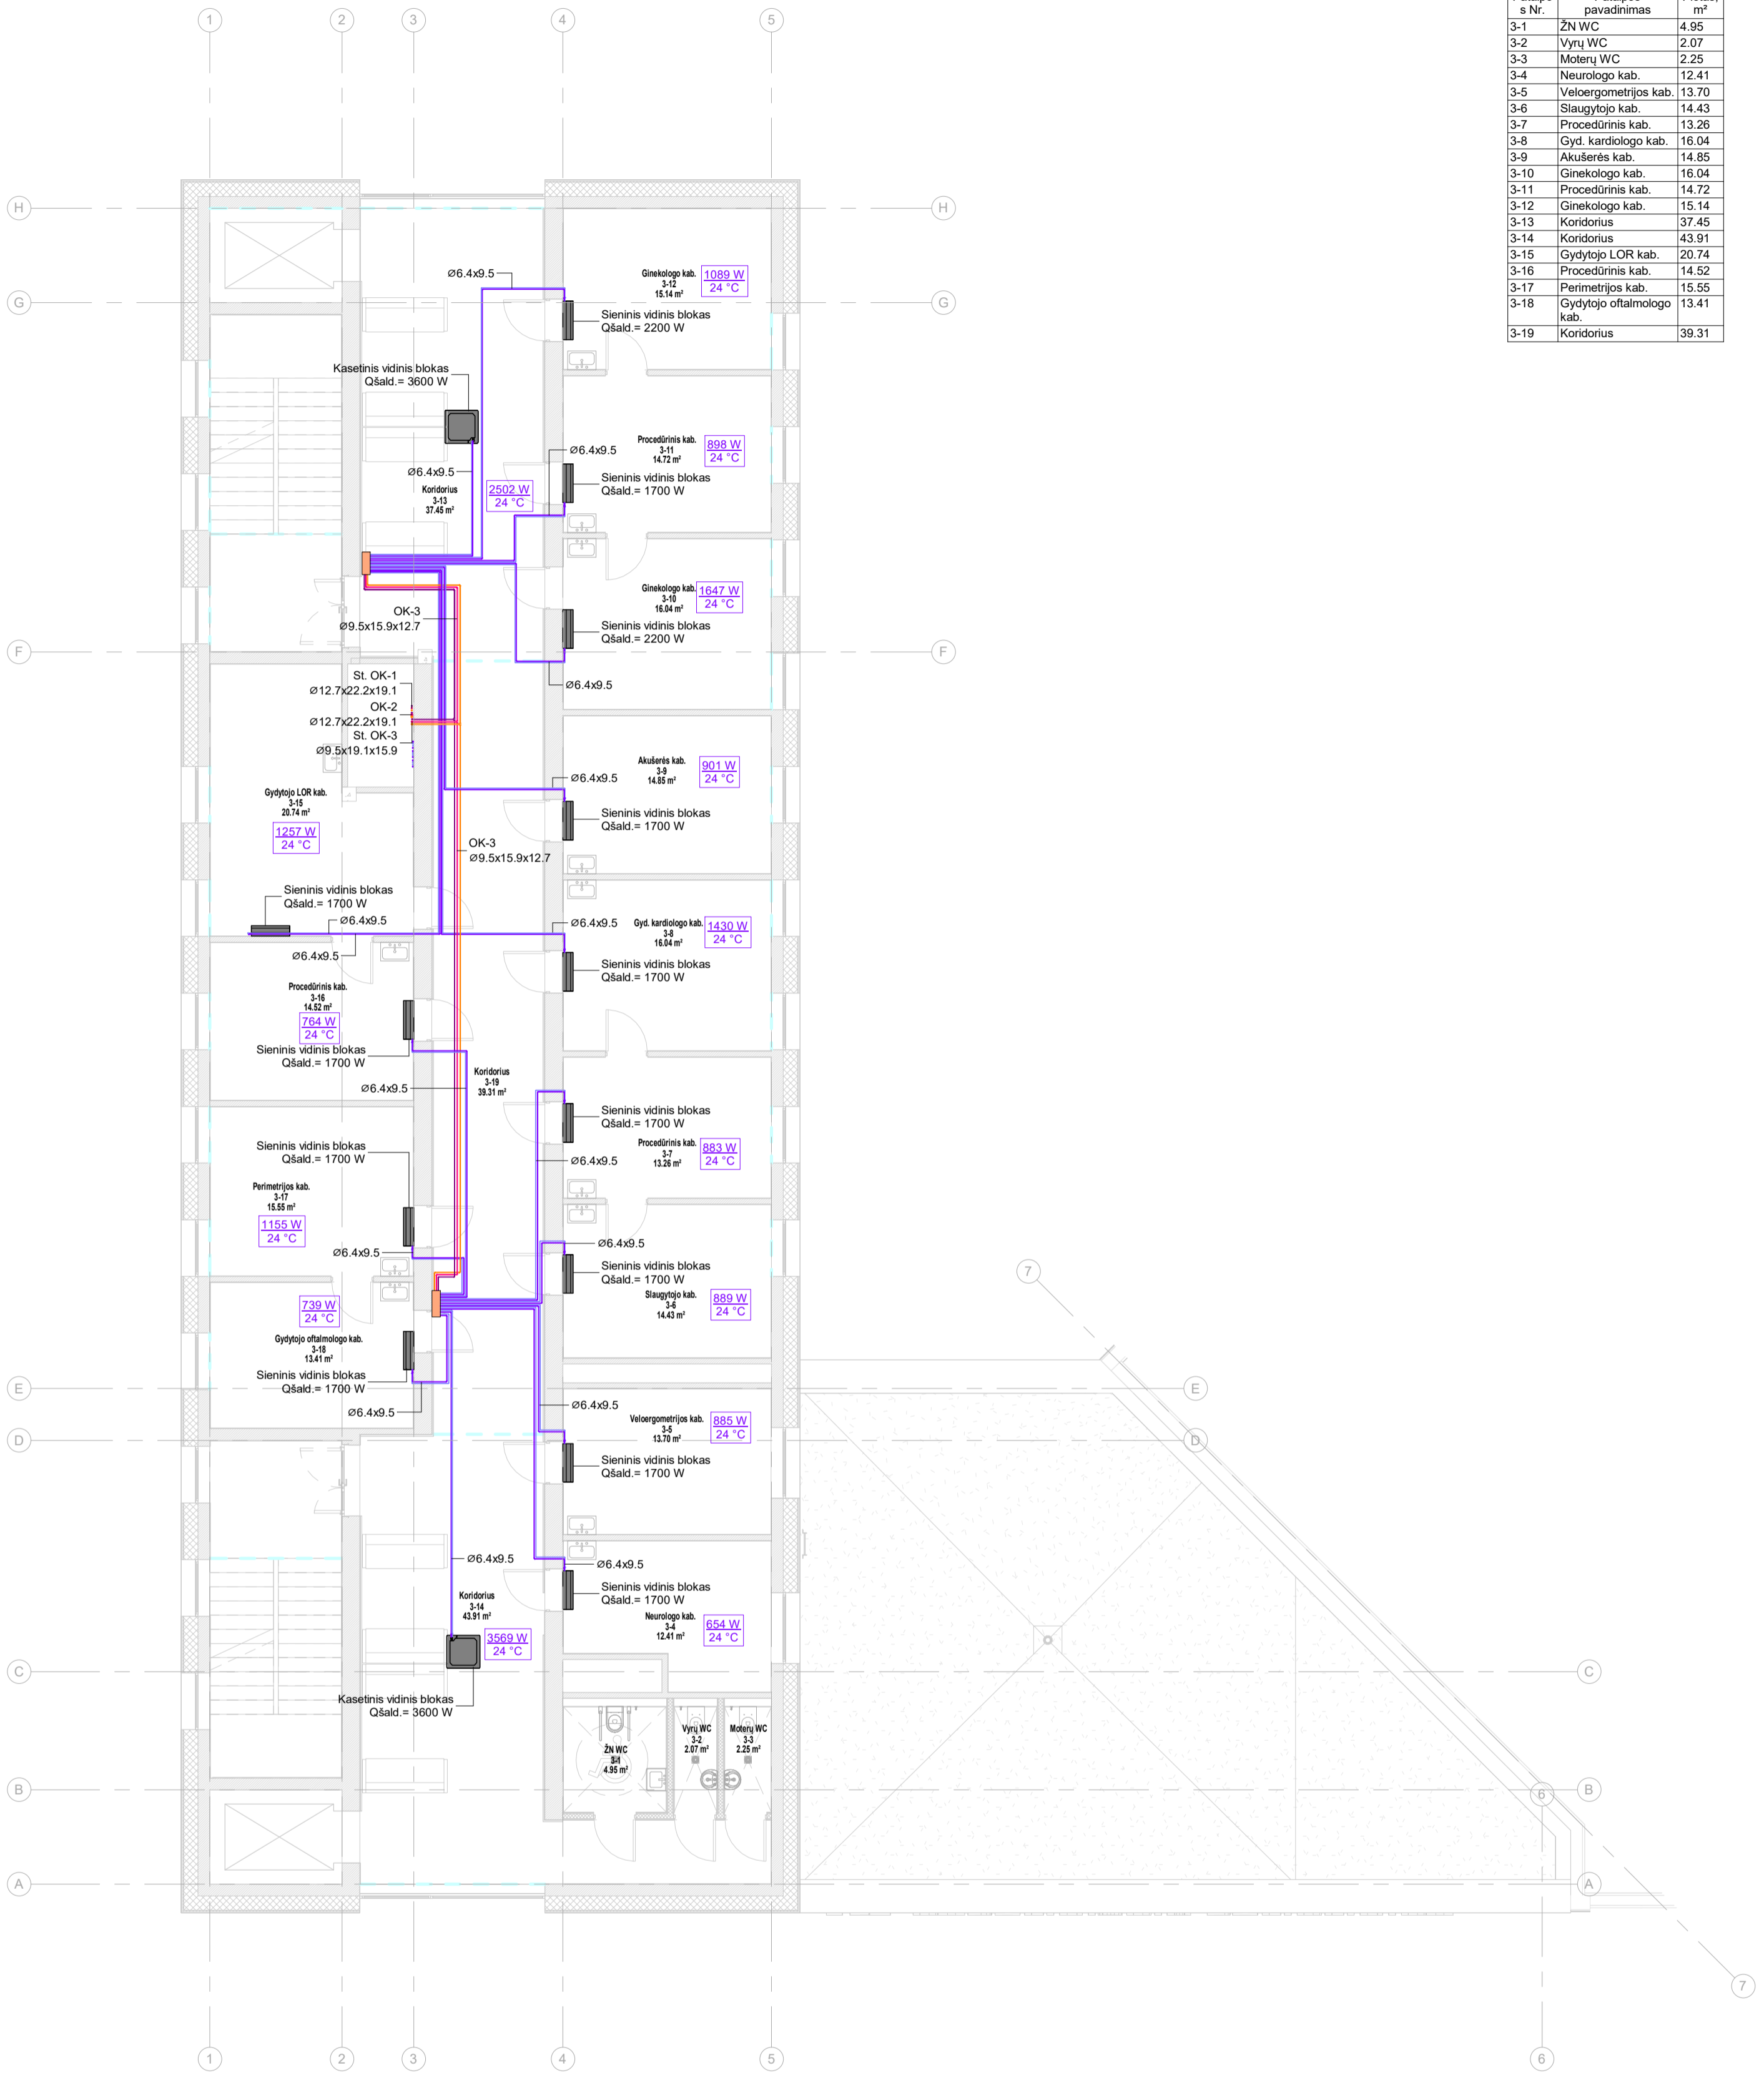 1 2 3 4 5
s Nr. pavadinimas m²
3-1 ŽN WC 4.95
3-2 Vyrų WC 2.07
3-3 Moterų WC 2.25
3-4 Neurologo kab. 12.41
3-5 Veloergometrijos kab. 13.70
3-6 Slaugytojo kab. 14.43
3-7 Procedūrinis kab. 13.26
3-8 Gyd. kardiologo kab. 16.04
3-9 Akušerės kab. 14.85
3-10 Ginekologo kab. 16.04
3-11 Procedūrinis kab. 14.72
3-12 Ginekologo kab. 15.14
3-13 Koridorius 37.45
3-14 Koridorius 43.91
3-15 Gydytojo LOR kab. 20.74
3-16 Procedūrinis kab. 14.52
3-17 Perimetrijos kab. 15.55
3-18 Gydytojo oftalmologo 13.41
kab.
3-19 Koridorius 39.31
H H
Ø6.4x9.5
Ginekologo kab.
3-12
15.14 m²
1089 W
24 °C
G G
Sieninis vidinis blokas
Qšald.= 2200 W
Kasetinis vidinis blokas
Qšald.= 3600 W
Procedūrinis kab.
3-11
14.72 m²
898 W
24 °C
Ø6.4x9.5
Ø6.4x9.5
Sieninis vidinis blokas
Qšald.= 1700 W
Koridorius
3-13
37.45 m²
2502 W
24 °C
Ginekologo kab.
3-10
16.04 m²
1647 W
24 °C
OK-3
Ø9.5x15.9x12.7
Sieninis vidinis blokas
Qšald.= 2200 W
F F
St. OK-1
Ø12.7x22.2x19.1
Ø6.4x9.5
OK-2
Ø12.7x22.2x19.1
St. OK-3
Ø9.5x19.1x15.9
Akušerės kab.
3-9
14.85 m²
901 W
24 °C
Ø6.4x9.5
Gydytojo LOR kab.
3-15
20.74 m²
1257 W
24 °C
Sieninis vidinis blokas
Qšald.= 1700 W
OK-3
Ø9.5x15.9x12.7
Sieninis vidinis blokas
Qšald.= 1700 W
Ø6.4x9.5
Ø6.4x9.5
Ø6.4x9.5
Gyd. kardiologo kab.
3-8
16.04 m²
1430 W
24 °C
Sieninis vidinis blokas
Qšald.= 1700 W
Procedūrinis kab.
3-16
14.52 m²
764 W
24 °C
Sieninis vidinis blokas
Qšald.= 1700 W
Ø6.4x9.5
Koridorius
3-19
39.31 m²
Sieninis vidinis blokas
Qšald.= 1700 W
Procedūrinis kab.
3-7
13.26 m²
883 W
24 °C
Ø6.4x9.5
Sieninis vidinis blokas
Qšald.= 1700 W
Perimetrijos kab.
3-17
15.55 m²
1155 W
24 °C
Ø6.4x9.5
Ø6.4x9.5
Sieninis vidinis blokas
Qšald.= 1700 W
Slaugytojo kab.
3-6
14.43 m²
889 W
24 °C
7
739 W
24 °C
Gydytojo oftalmologo kab.
3-18
13.41 m²
Sieninis vidinis blokas
Qšald.= 1700 W
E E
Ø6.4x9.5
Ø6.4x9.5
Veloergometrijos kab.
3-5
13.70 m²
885 W
24 °C
D D
Sieninis vidinis blokas
Qšald.= 1700 W
Ø6.4x9.5
Ø6.4x9.5
Sieninis vidinis blokas
Qšald.= 1700 W
Koridorius
3-14
43.91 m²
3569 W
24 °C
Neurologo kab.
3-4
12.41 m²
654 W
24 °C
C C
Kasetinis vidinis blokas
Qšald.= 3600 W
ŽN WC
3-1
4.95 m²
Vyrų WC
3-2
2.07 m²
Moterų WC
3-3
2.25 m²
B B
6
A A
7
1 2 3 4 5 6